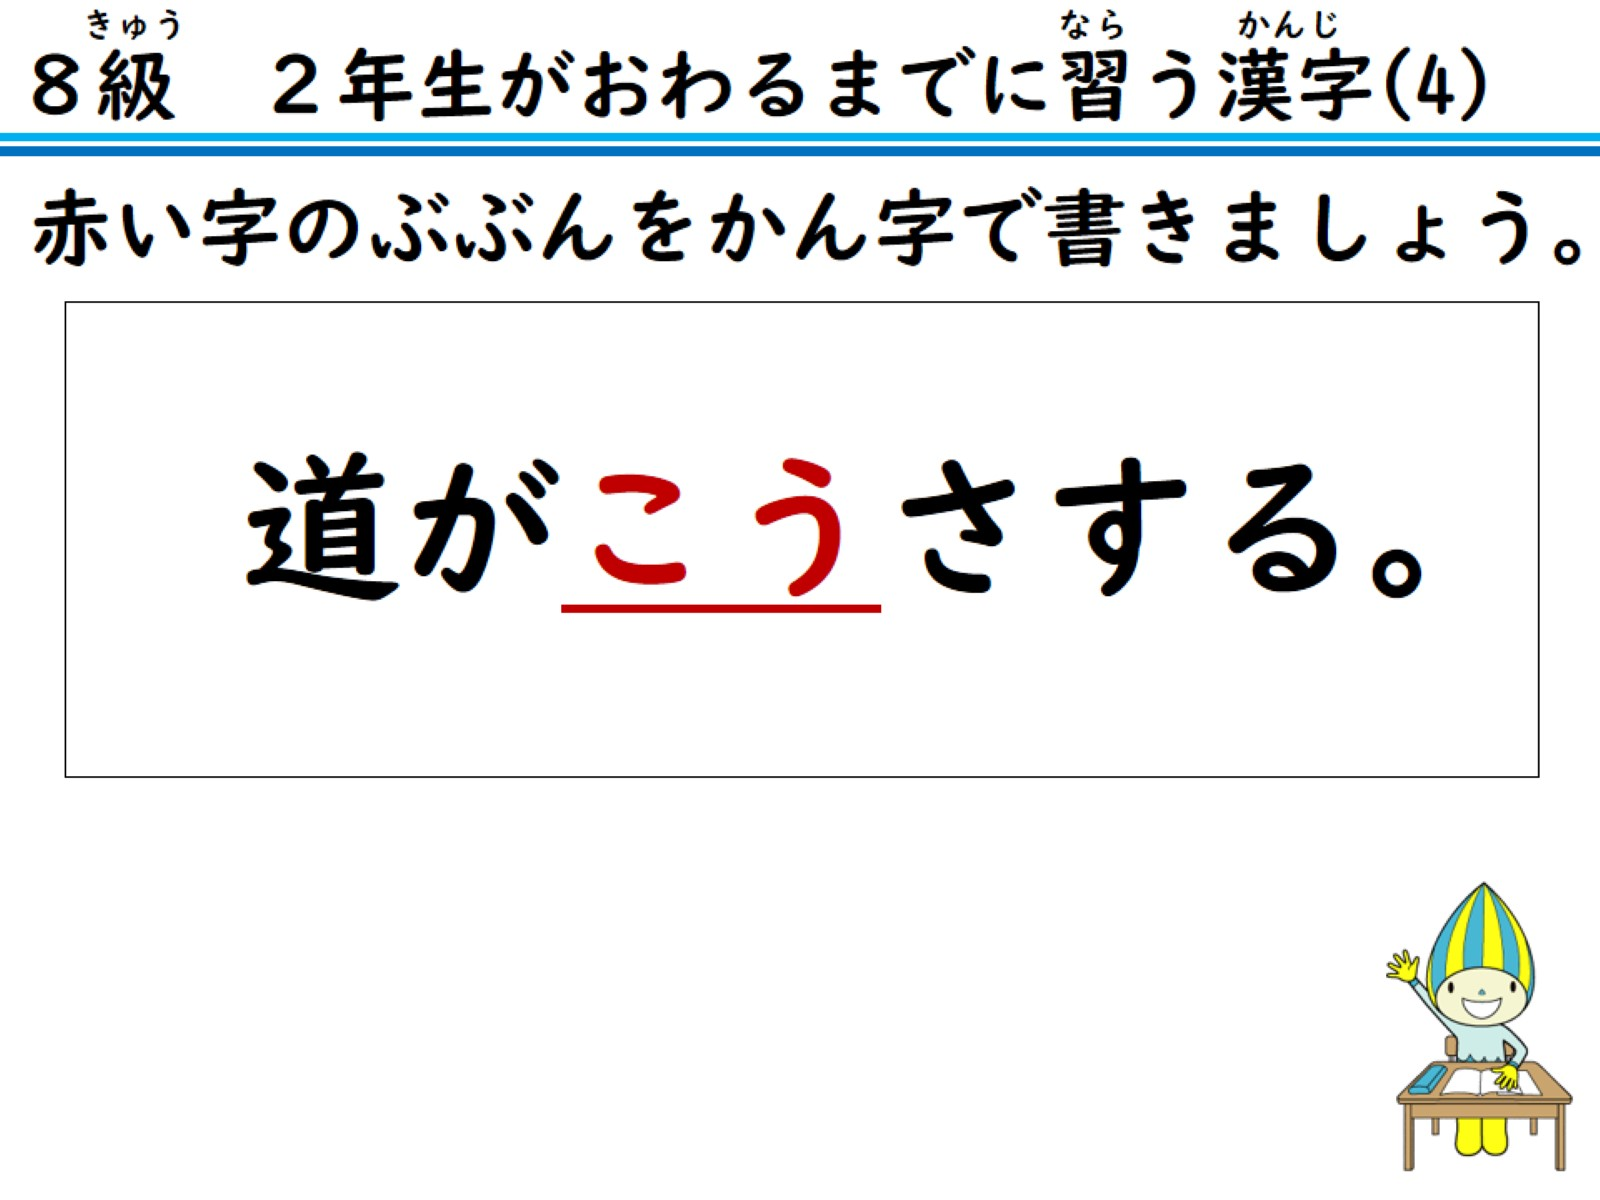 きゅう なら かんじ
8級 2年生がおわるまでに習う漢字(4)
赤い字のぶぶんをかん字で書きましょう。
道がこうさする。